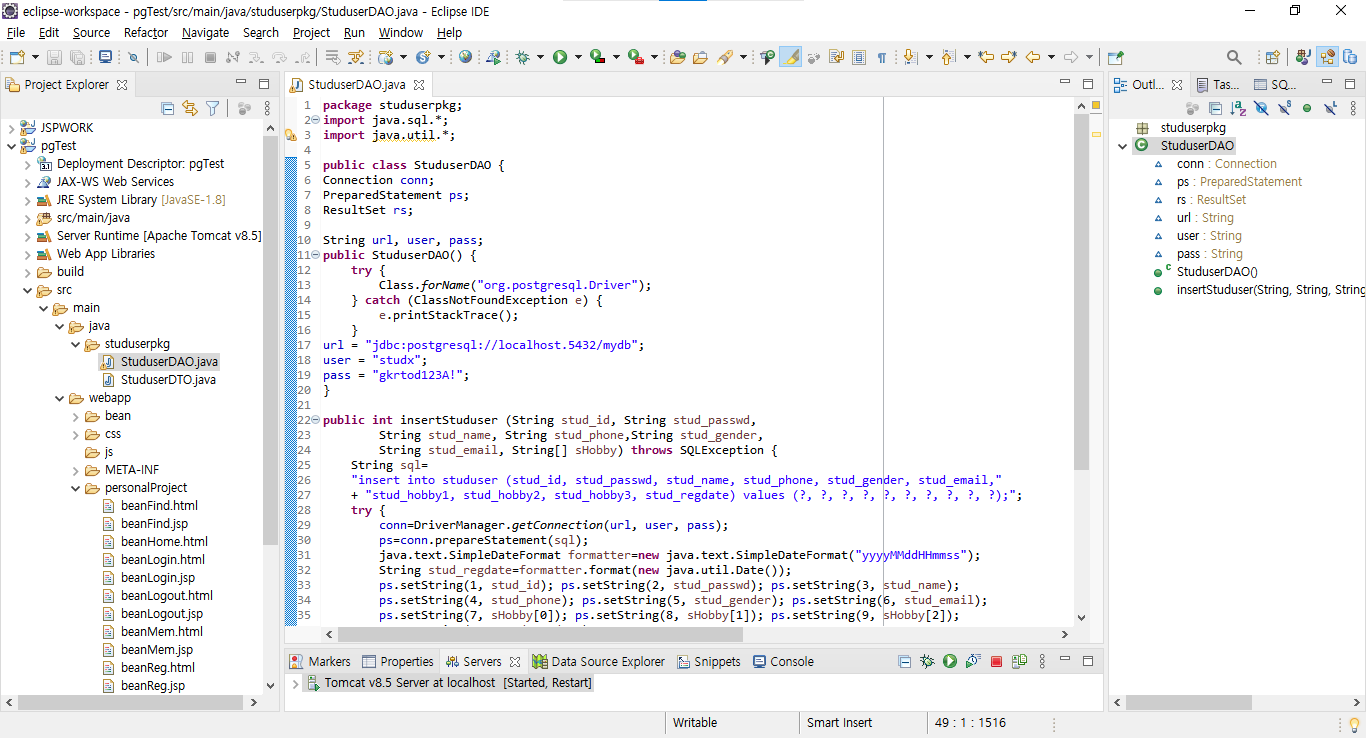 eclipse-workspace - pgTest/src/main/java/studuserpkg/StuduserDAO.java - Eclipse IDE
File Edit Source Refactor Navigate Search Project Run Window Help
Project Explorer
JSPWORK
pgTest
Deployment Descriptor: pgTest
JAX-WS Web Services
JRE System Library [JavaSE-1.8]
src/main/java
Server Runtime [Apache Tomcat v8.5]
Web App Libraries
build
src
main
java
studuserpkg
StuduserDAO.java
StuduserDTO.java
webapp
bean
css
js
META-INF
personalProject
beanFind.html
beanFind.jsp
beanHome.html
beanLogin.html
beanLogin.jsp
beanLogout.html
beanLogout.jsp
beanMem.html
beanMem.jsp
beanReg.html
beanReg.jsp
StuduserDAO.java
1 package studuserpkg;
2 import java.sql.*;
3 import java.util.*;
4
5 public class StuduserDAO {
6 Connection conn;
7 PreparedStatement ps;
8 ResultSet rs;
9
10 String url, user, pass;
11 public StuduserDAO() {
12     try {
13         Class.forName("org.postgresql.Driver");
14     } catch (ClassNotFoundException e) {
15         e.printStackTrace();
16     }
17 url = "jdbc:postgresql://localhost.5432/mydb";
18 user = "studx";
19 pass = "gkrtod123A!";
20 }
21
22 public int insertStuduser (String stud_id, String stud_passwd,
23         String stud_name, String stud_phone,String stud_gender,
24         String stud_email, String[] sHobby) throws SQLException {
25     String sql=
26     "insert into studuser (stud_id, stud_passwd, stud_name, stud_phone, stud_gender, stud_email,"
27     + "stud_hobby1, stud_hobby2, stud_hobby3, stud_regdate) values (?, ?, ?, ?, ?, ?, ?, ?, ?, ?);";
28     try {
29         conn=DriverManager.getConnection(url, user, pass);
30         ps=conn.prepareStatement(sql);
31         java.text.SimpleDateFormat formatter=new java.text.SimpleDateFormat("yyyyMMddHHmmss");
32         String stud_regdate=formatter.format(new java.util.Date());
33         ps.setString(1, stud_id); ps.setString(2, stud_passwd); ps.setString(3, stud_name);
34         ps.setString(4, stud_phone); ps.setString(5, stud_gender); ps.setString(6, stud_email);
35         ps.setString(7, sHobby[0]); ps.setString(8, sHobby[1]); ps.setString(9, sHobby[2]);
Outl... Tas... SQ...
studuserpkg
StuduserDAO
conn : Connection
ps : PreparedStatement
rs : ResultSet
url : String
user : String
pass : String
StuduserDAO()
insertStuduser(String, String, String
Markers Properties Servers Data Source Explorer Snippets Console
Tomcat v8.5 Server at localhost [Started, Restart]
Writable Smart Insert 49 : 1 : 1516